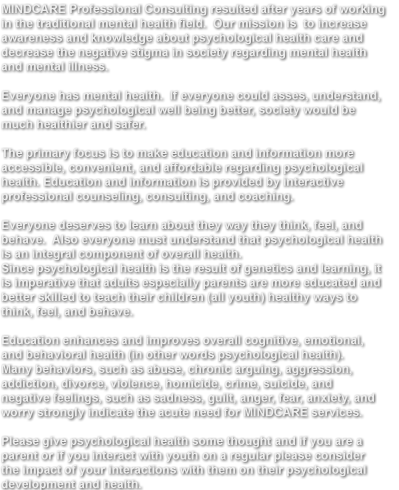 MINDCARE Professional Consulting resulted after years of working
in the traditional mental health field.  Our mission is  to increase
awareness and knowledge about psychological health care and
decrease the negative stigma in society regarding mental health
and mental illness.

Everyone has mental health.  If everyone could asses, understand,
and manage psychological well being better, society would be
much healthier and safer.

The primary focus is to make education and information more
accessible, convenient, and affordable regarding psychological
health. Education and information is provided by interactive
professional counseling, consulting, and coaching.

Everyone deserves to learn about they way they think, feel, and
behave.  Also everyone must understand that psychological health
is an integral component of overall health.
Since psychological health is the result of genetics and learning, it
is imperative that adults especially parents are more educated and
better skilled to teach their children (all youth) healthy ways to
think, feel, and behave.

Education enhances and improves overall cognitive, emotional,
and behavioral health (in other words psychological health).
Many behaviors, such as abuse, chronic arguing, aggression,
addiction, divorce, violence, homicide, crime, suicide, and
negative feelings, such as sadness, guilt, anger, fear, anxiety, and
worry strongly indicate the acute need for MINDCARE services.

Please give psychological health some thought and if you are a
parent or if you interact with youth on a regular please consider
the impact of your interactions with them on their psychological
development and health.